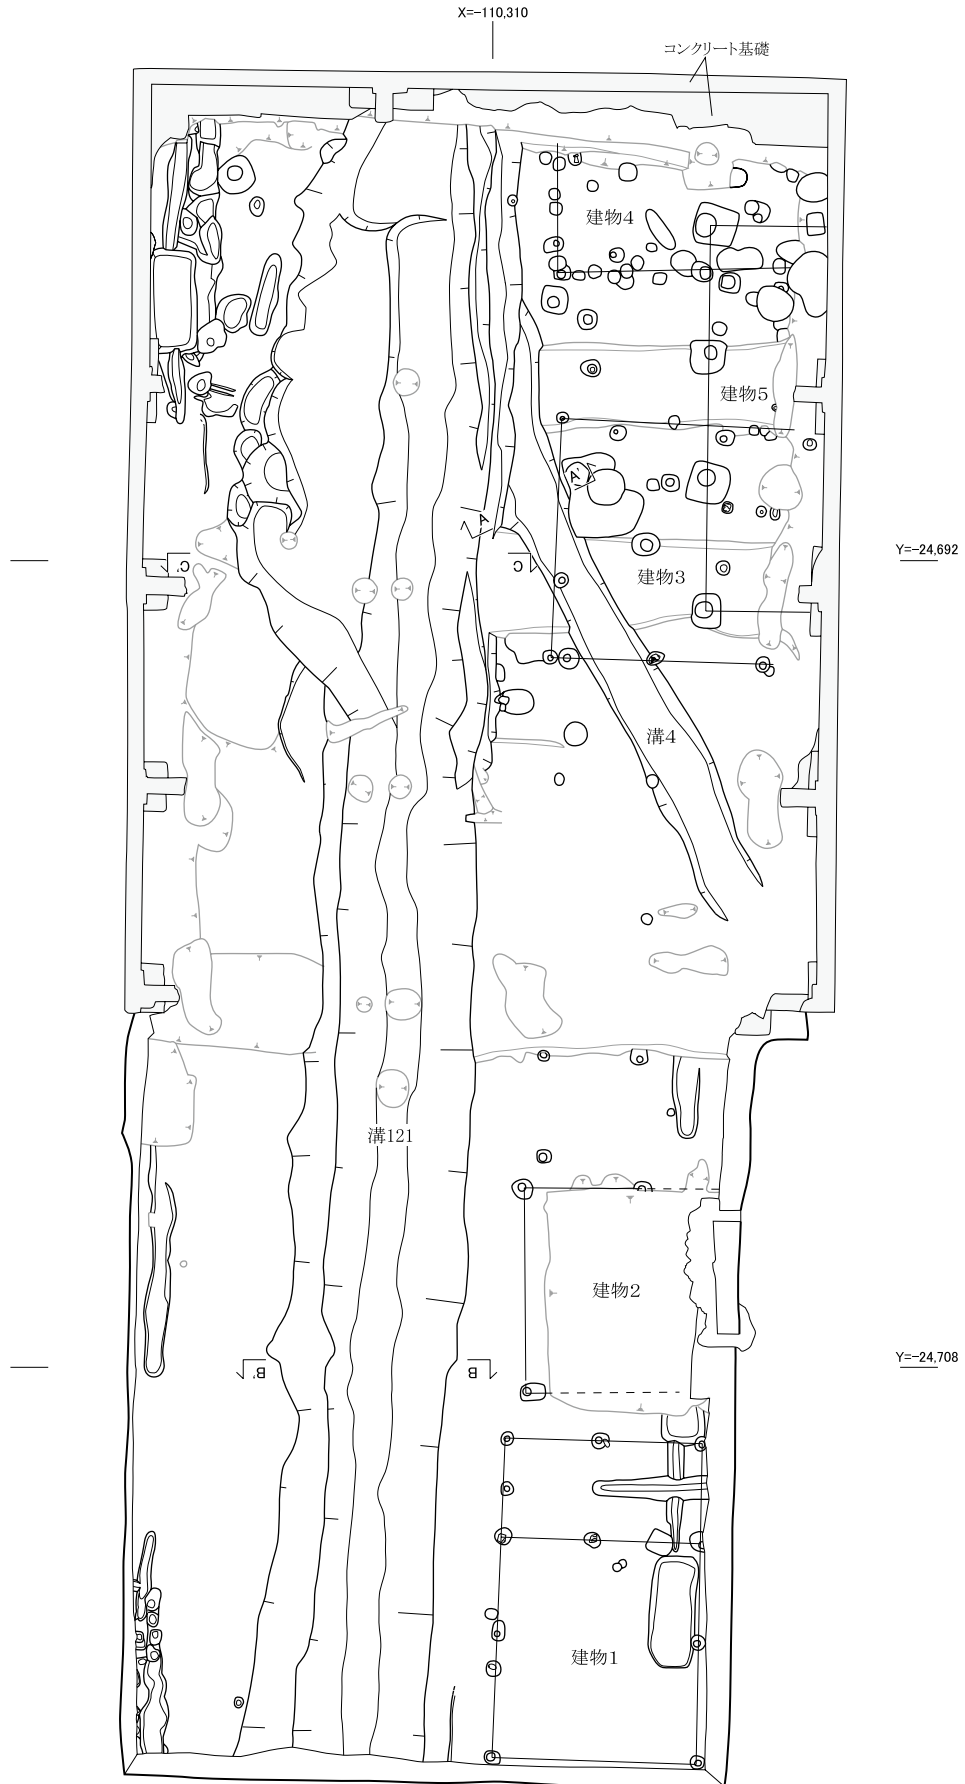 X=-110,310
コンクリート基礎
建物4
建物5
A'
A
Y=-24,692
C'
C
建物3
溝4
溝121
建物2
Y=-24,708
B'
B
建物1